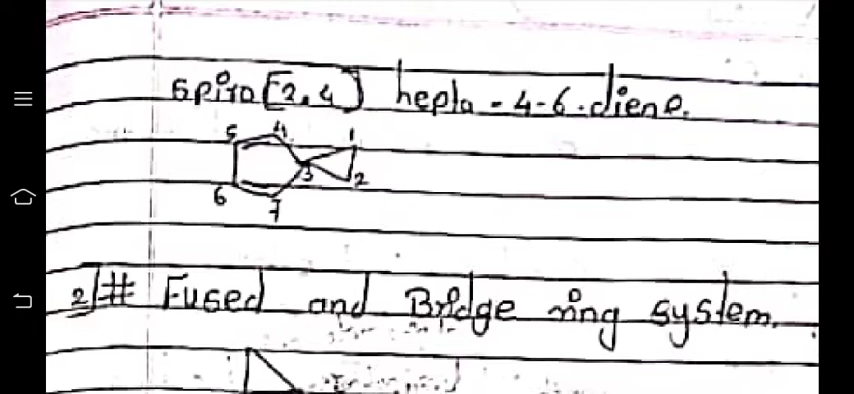 spiro[2,4] hepta-4-6-diene.
5 4 1
3 2
6 7
2) # Fused and Bridge ring system.